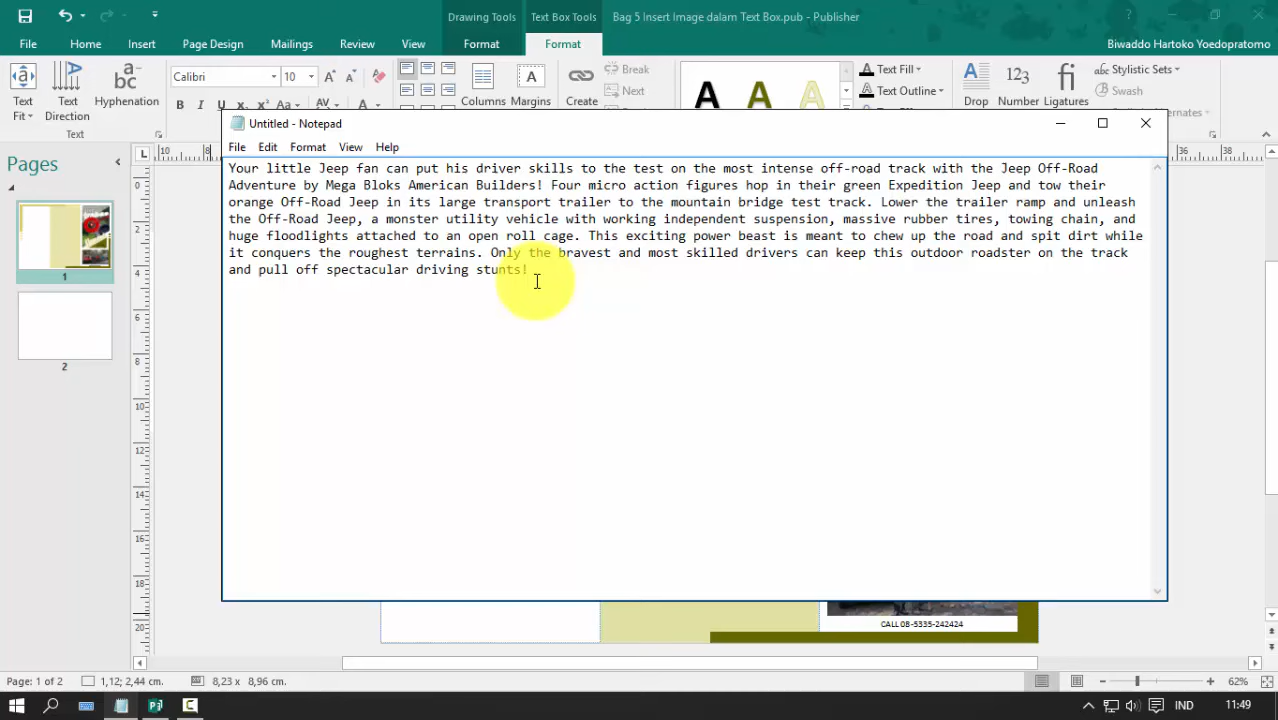 Drawing Tools
Text Box Tools
Bag 5 Insert Image dalam Text Box.pub - Publisher
File Home Insert Page Design Mailings Review View Format Format
Biwaddo Hartoko Yoedopratomo
Calibri 10
Break
Text Fill
Stylistic Sets
Next
Text Outline
Swash
Text Fit
Text Direction
Hyphenation
Columns
Margins
Create
Drop
Number
Ligatures
Text
Untitled - Notepad
File Edit Format View Help
Your little Jeep fan can put his driver skills to the test on the most intense off-road track with the Jeep Off-Road
Adventure by Mega Bloks American Builders! Four micro action figures hop in their green Expedition Jeep and tow their
orange Off-Road Jeep in its large transport trailer to the mountain bridge test track. Lower the trailer ramp and unleash
the Off-Road Jeep, a monster utility vehicle with working independent suspension, massive rubber tires, towing chain, and
huge floodlights attached to an open roll cage. This exciting power beast is meant to chew up the road and spit dirt while
it conquers the roughest terrains. Only the bravest and most skilled drivers can keep this outdoor roadster on the track
and pull off spectacular driving stunts!
Pages
1
2
CALL 08-5335-242424
Page: 1 of 2
1,12; 2,44 cm.
8,23 x 8,96 cm.
62%
IND
11:49